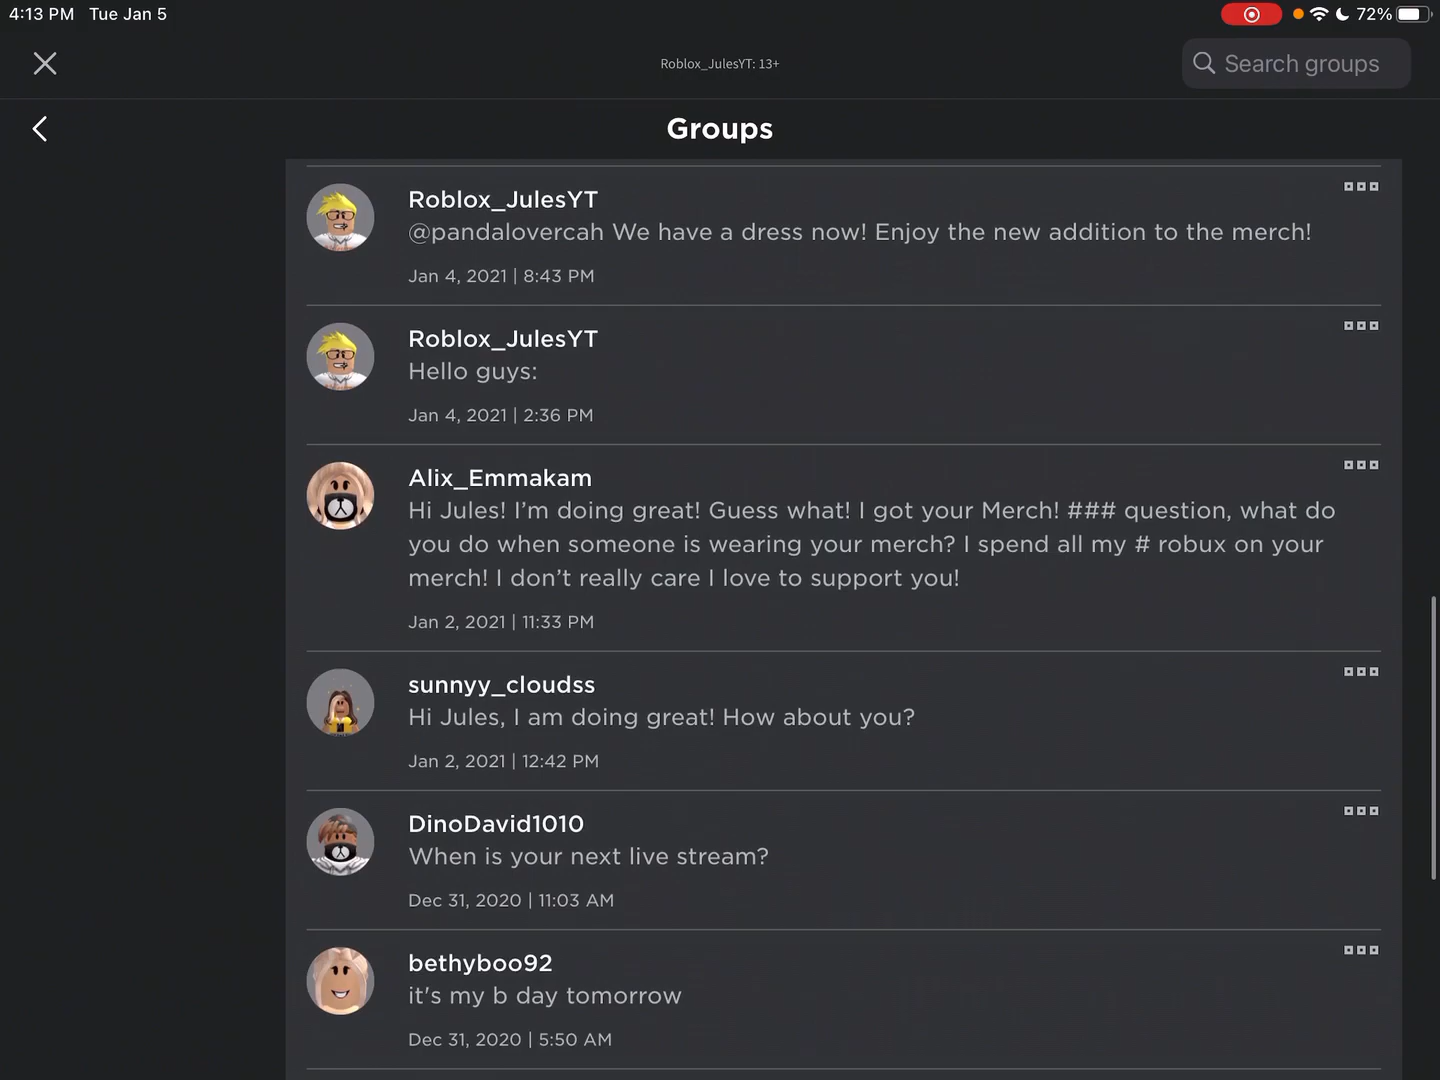 4:13 PM Tue Jan 5
72%
Roblox_JulesYT: 13+
Search groups
Groups
Roblox_JulesYT
@pandalovercah We have a dress now! Enjoy the new addition to the merch!
Jan 4, 2021 | 8:43 PM
Roblox_JulesYT
Hello guys:
Jan 4, 2021 | 2:36 PM
Alix_Emmakam
Hi Jules! I’m doing great! Guess what! I got your Merch! ### question, what do
you do when someone is wearing your merch? I spend all my # robux on your
merch! I don’t really care I love to support you!
Jan 2, 2021 | 11:33 PM
sunnyy_cloudss
Hi Jules, I am doing great! How about you?
Jan 2, 2021 | 12:42 PM
DinoDavid1010
When is your next live stream?
Dec 31, 2020 | 11:03 AM
bethyboo92
it's my b day tomorrow
Dec 31, 2020 | 5:50 AM